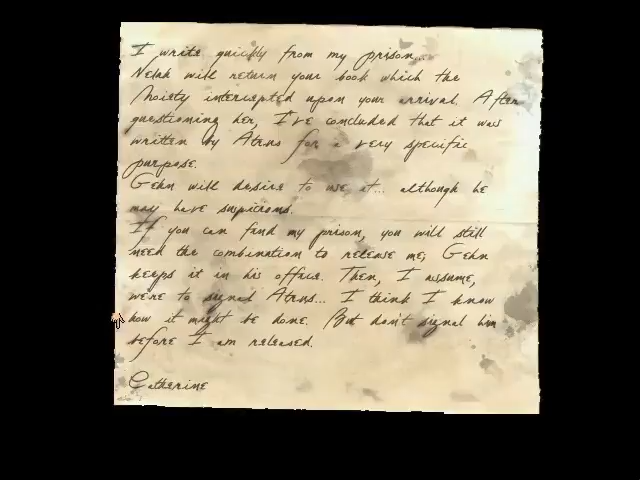 I write quickly from my prison...
Nelah will return your book which the
Moiety intercepted upon your arrival. After
questioning her, I've concluded that it was
written by Atrus for a very specific
purpose.
Gehn will desire to use it... although he
may have suspicions.
If you can find my prison, you will still
need the combination to release me; Gehn
keeps it in his office. Then, I assume,
we're to signal Atrus... I think I know
how it might be done. But don't signal him
before I am released.
Catherine